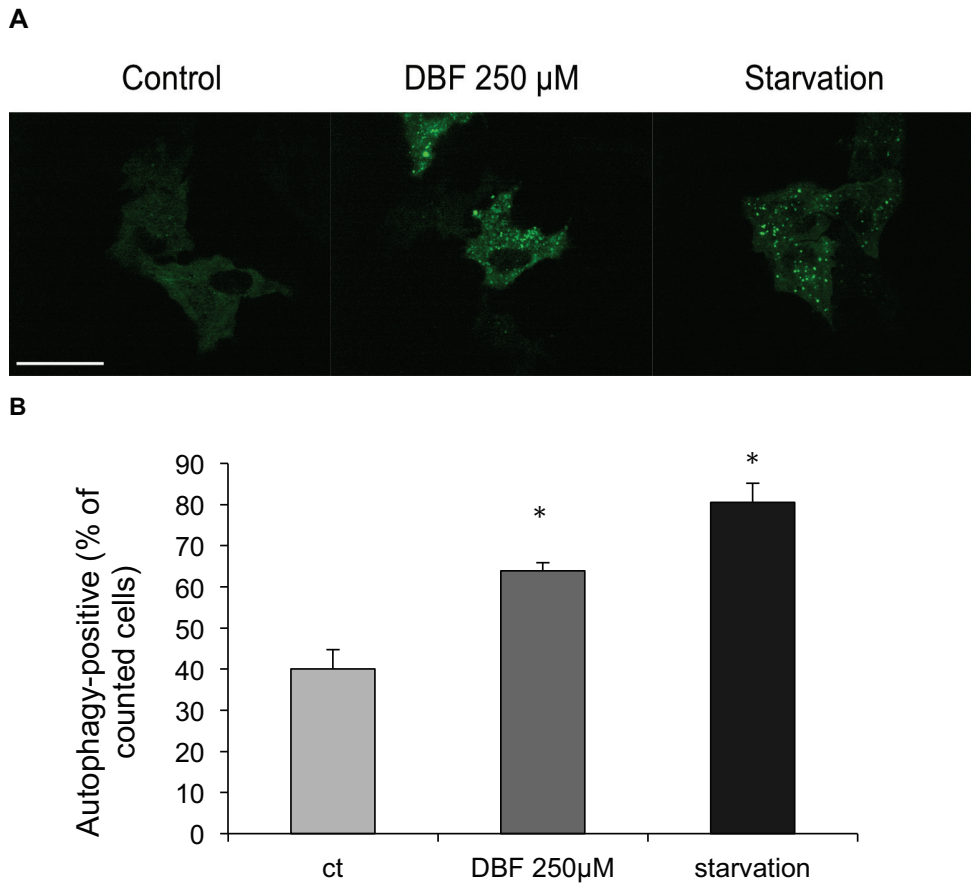 A
Control DBF 250 μM Starvation
B
Autophagy-positive (% of
counted cells)
90
80
70
60
50
40
30
20
10
0
*
*
ct DBF 250μM starvation